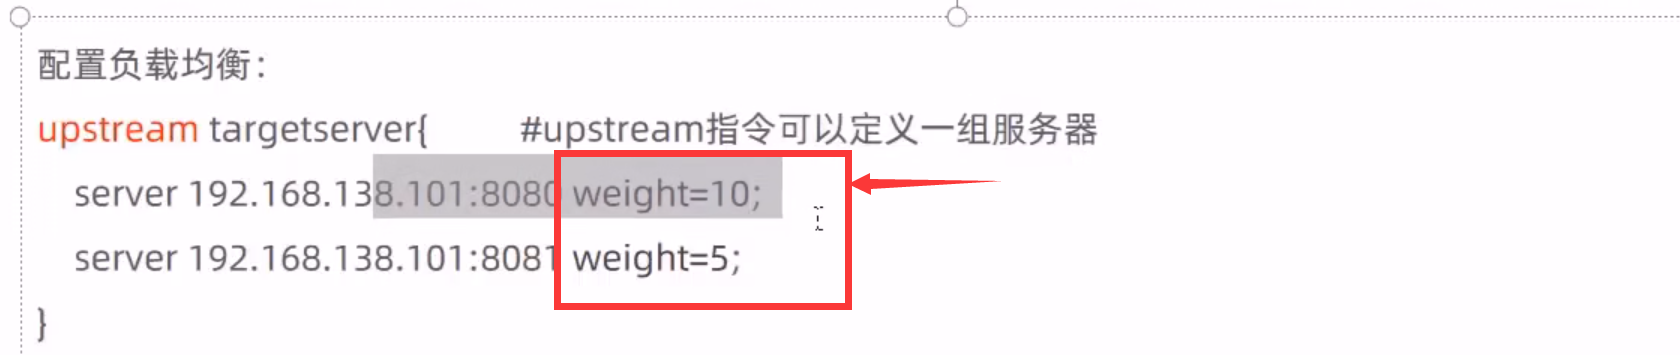 配置负载均衡：
upstream targetserver{ #upstream指令可以定义一组服务器
server 192.168.138.101:8080 weight=10;
server 192.168.138.101:8081 weight=5;
}